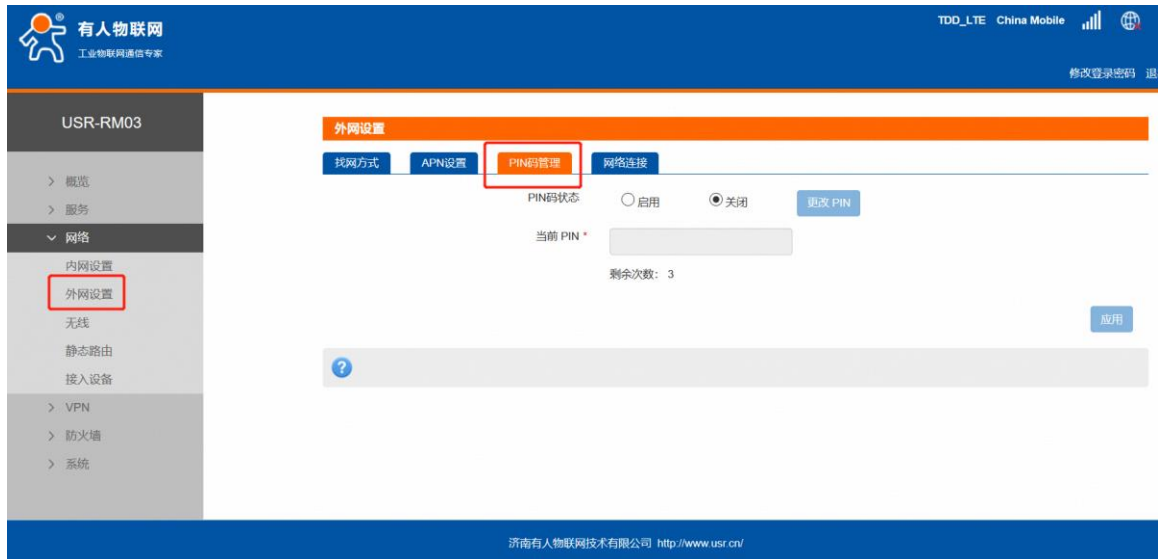 有人物联网
工业物联网通信专家
TDD_LTE China Mobile
修改登录密码 退
USR-RM03
> 概览
> 服务
网络
内网设置
外网设置
无线
静态路由
接入设备
> VPN
> 防火墙
> 系统
外网设置
找网方式 APN设置 PIN码管理 网络连接
PIN码状态 启用 关闭 更改 PIN
当前 PIN *
剩余次数： 3
应用
?
济南有人物联网技术有限公司 http://www.usr.cn/